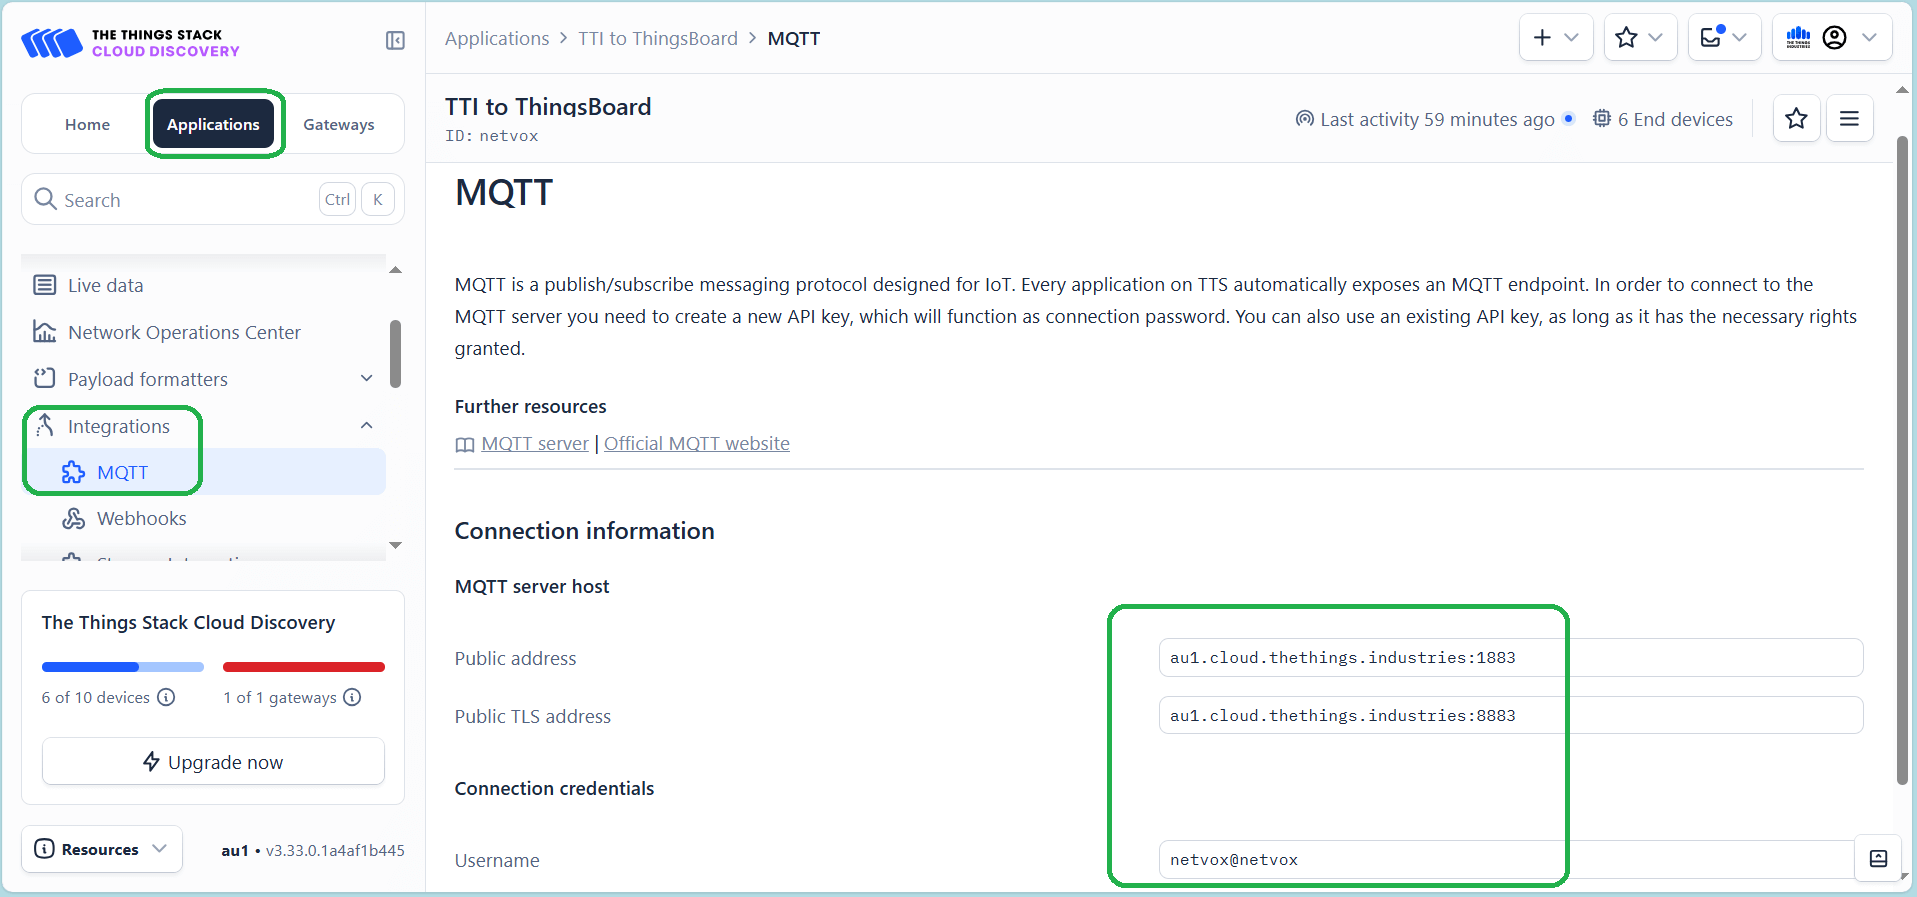 THE THINGS STACK
CLOUD DISCOVERY
Applications > TTI to ThingsBoard > MQTT
Home
Applications
Gateways
TTI to ThingsBoard
ID: netvox
Last activity 59 minutes ago
6 End devices
Search
Ctrl
K
Live data
Network Operations Center
Payload formatters
Integrations
MQTT
Webhooks
The Things Stack Cloud Discovery
6 of 10 devices
1 of 1 gateways
Upgrade now
Resources
au1 • v3.33.0.1a4af1b445
MQTT
MQTT is a publish/subscribe messaging protocol designed for IoT. Every application on TTS automatically exposes an MQTT endpoint. In order to connect to the
MQTT server you need to create a new API key, which will function as connection password. You can also use an existing API key, as long as it has the necessary rights
granted.
Further resources
MQTT server | Official MQTT website
Connection information
MQTT server host
Public address
au1.cloud.thethings.industries:1883
Public TLS address
au1.cloud.thethings.industries:8883
Connection credentials
Username
netvox@netvox